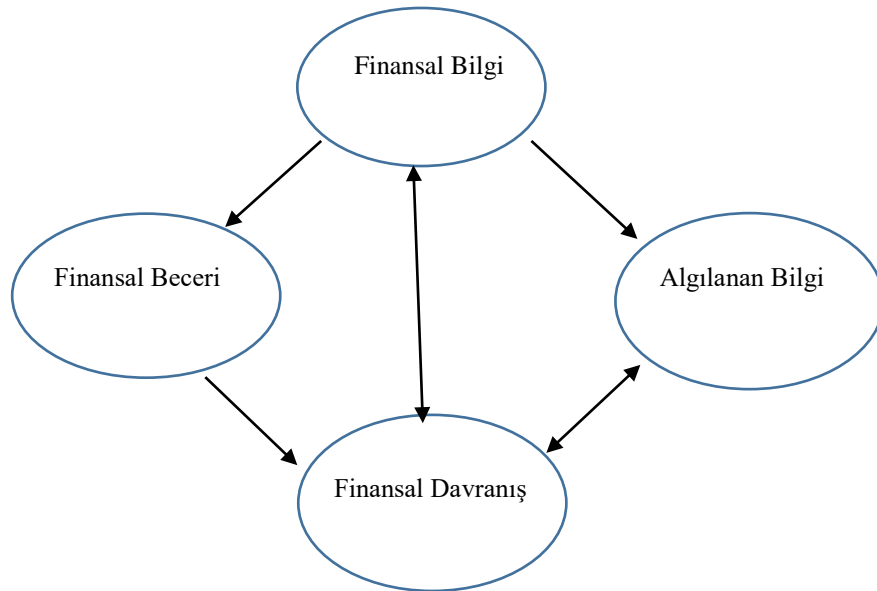 Finansal Bilgi
Finansal Beceri
Algılanan Bilgi
Finansal Davranış